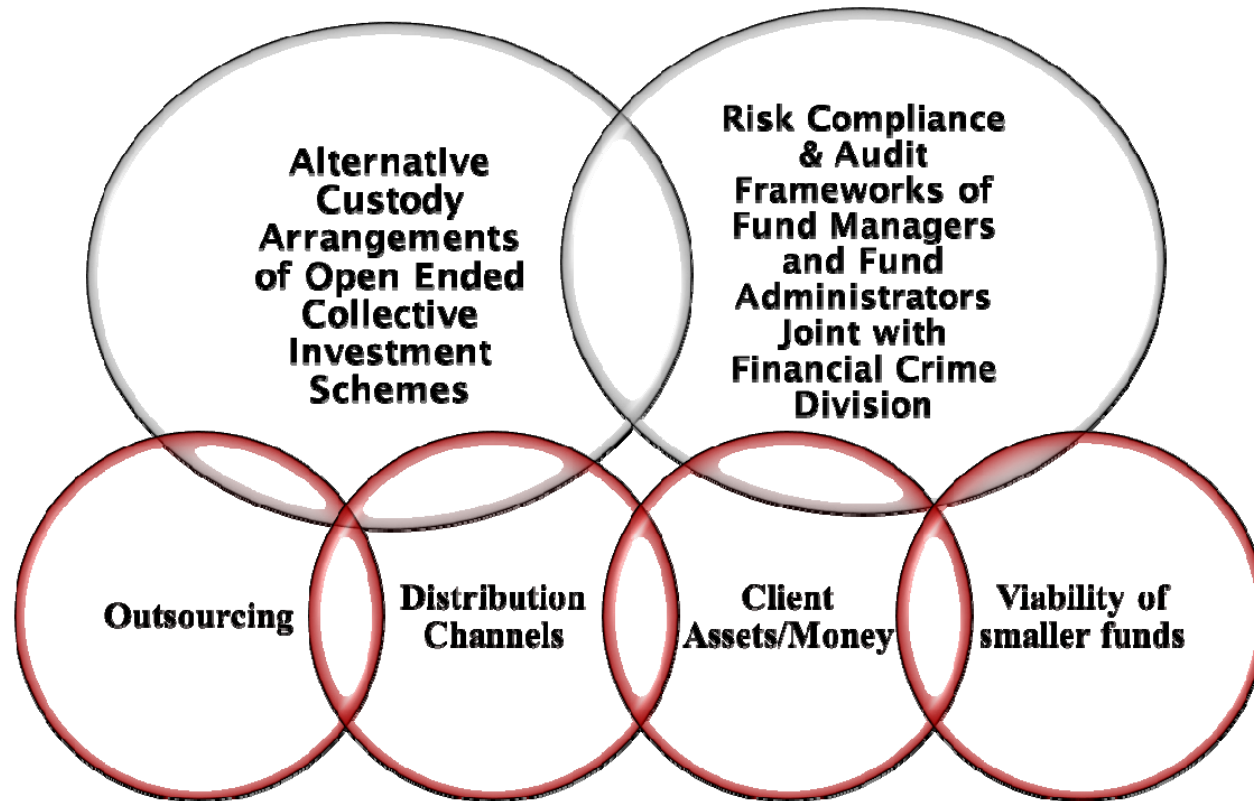 Alternative
Custody
Arrangements
of Open Ended
Collective
Investment
Schemes
Risk Compliance
& Audit
Frameworks of
Fund Managers
and Fund
Administrators
Joint with
Financial Crime
Division
Outsourcing
Distribution
Channels
Client
Assets/Money
Viability of
smaller funds